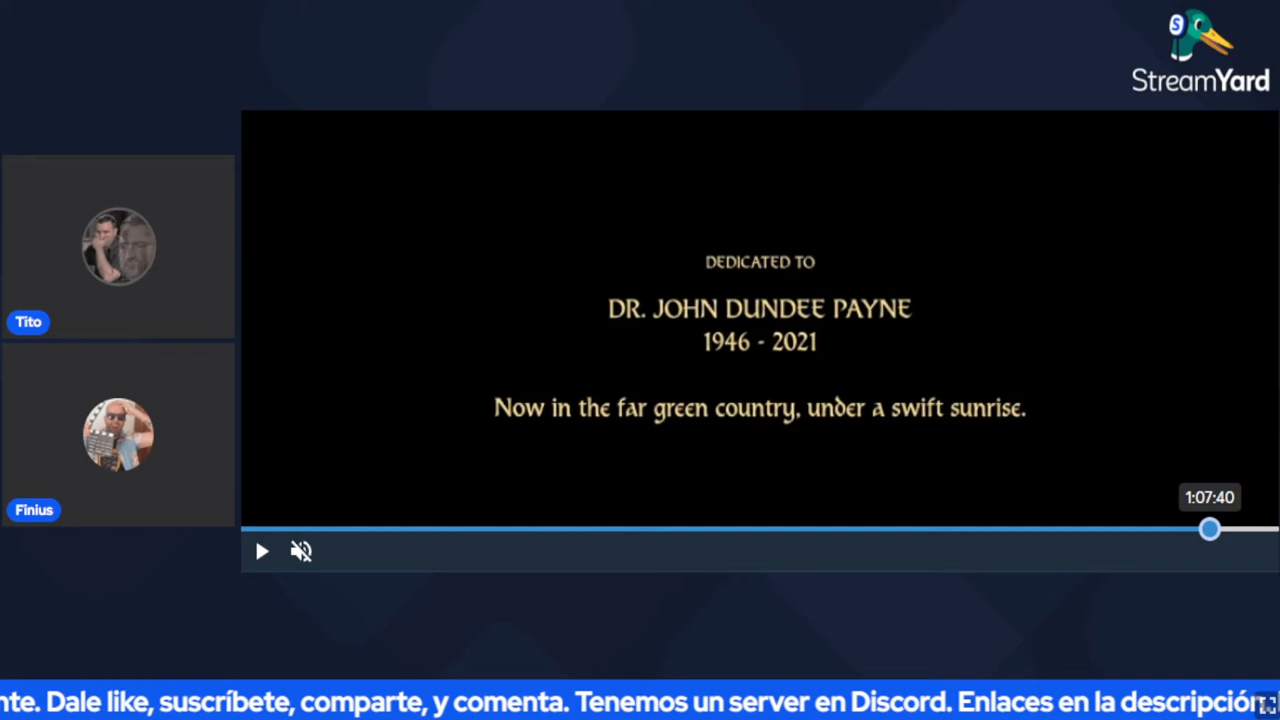 StreamYard
DEDICATED TO
DR. JOHN DUNDEE PAYNE
1946 - 2021
Now in the far green country, under a swift sunrise.
Tito
Finius
1:07:40
nte. Dale like, suscríbete, comparte, y comenta. Tenemos un server en Discord. Enlaces en la descripción